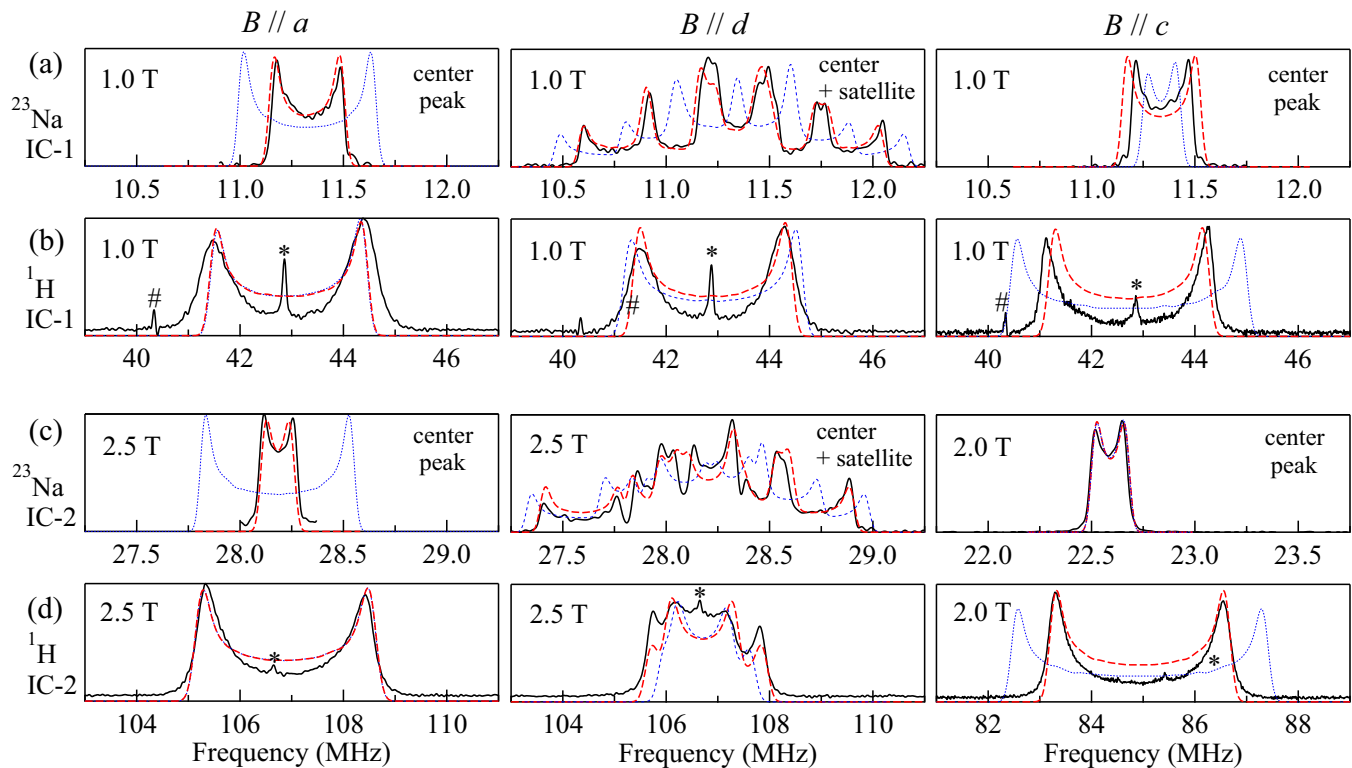 B // a
B // d
B // c
(a)
²³Na
IC-1
1.0 T
center
peak
1.0 T
center
+ satellite
1.0 T
center
peak
10.5 11.0 11.5 12.0
10.5 11.0 11.5 12.0
10.5 11.0 11.5 12.0
(b)
¹H
IC-1
1.0 T
#
*
1.0 T
#
*
1.0 T
#
*
40 42 44 46
40 42 44 46
40 42 44 46
(c)
²³Na
IC-2
2.5 T
center
peak
2.5 T
center
+ satellite
2.0 T
center
peak
27.5 28.0 28.5 29.0
27.5 28.0 28.5 29.0
22.0 22.5 23.0 23.5
(d)
¹H
IC-2
2.5 T
*
2.5 T
*
2.0 T
*
104 106 108 110
104 106 108 110
82 84 86 88
Frequency (MHz)
Frequency (MHz)
Frequency (MHz)